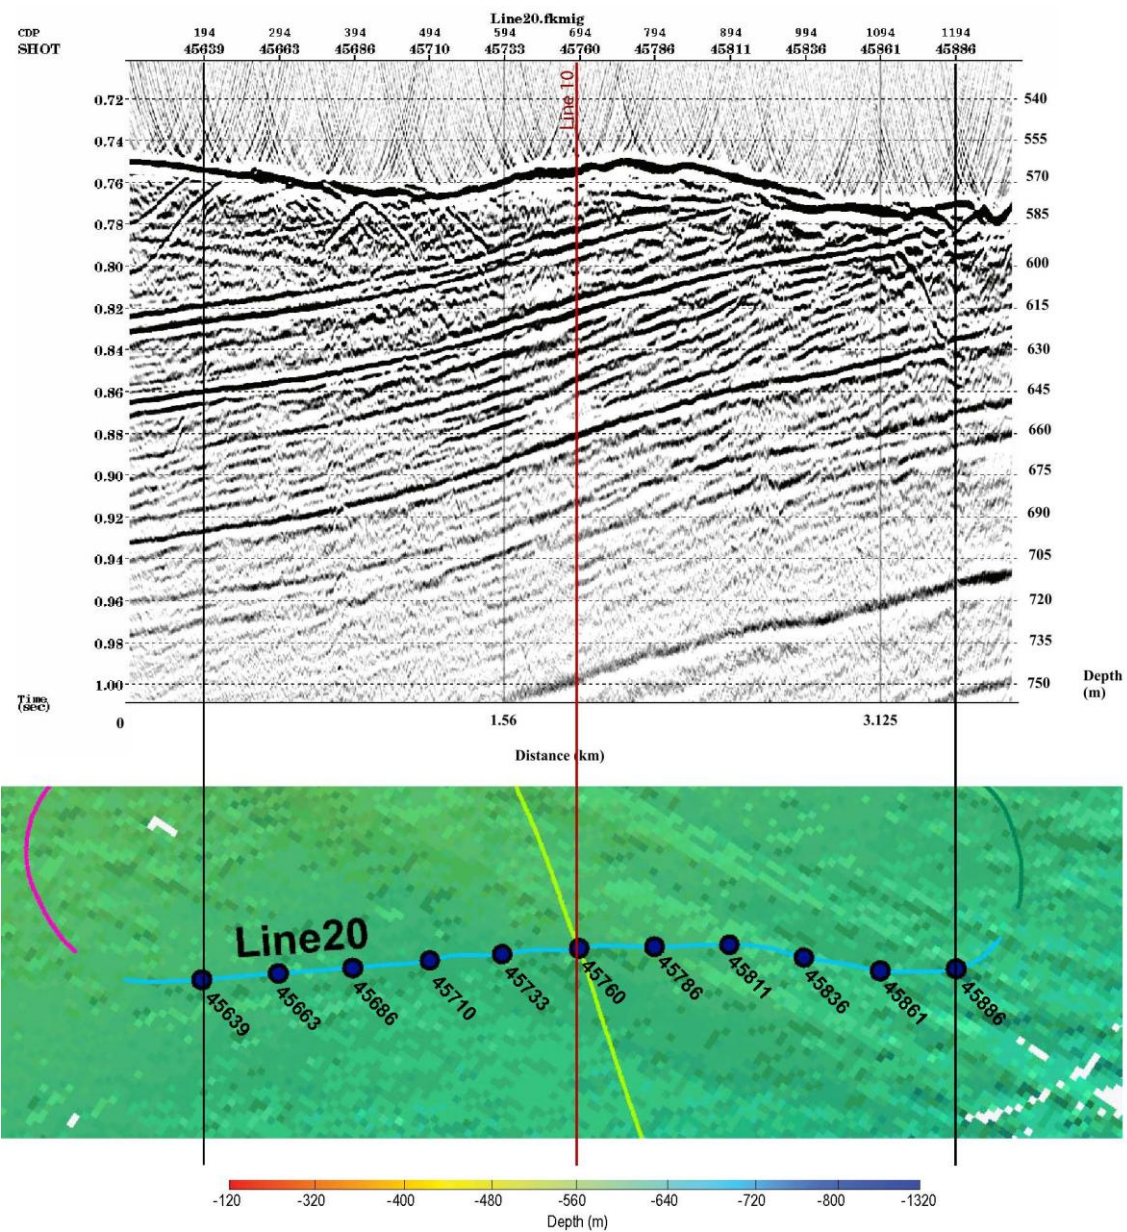 Line20.fkmig
CDP 194 294 394 494 594 694 794 894 994 1094 1194
SHOT 45639 45663 45686 45710 45733 45760 45786 45811 45836 45861 45886
Line 10
0.72 540
0.74 555
0.76 570
0.78 585
0.80 600
0.82 615
0.84 630
0.86 645
0.88 660
0.90 675
0.92 690
0.94 705
0.96 720
0.98 735
1.00 750
Time
(sec)
Depth
(m)
0 1.56 3.125
Distance (km)
Line20
45639 45663 45686 45710 45733 45760 45786 45811 45836 45861 45886
-120 -320 -400 -480 -560 -640 -720 -800 -1320
Depth (m)